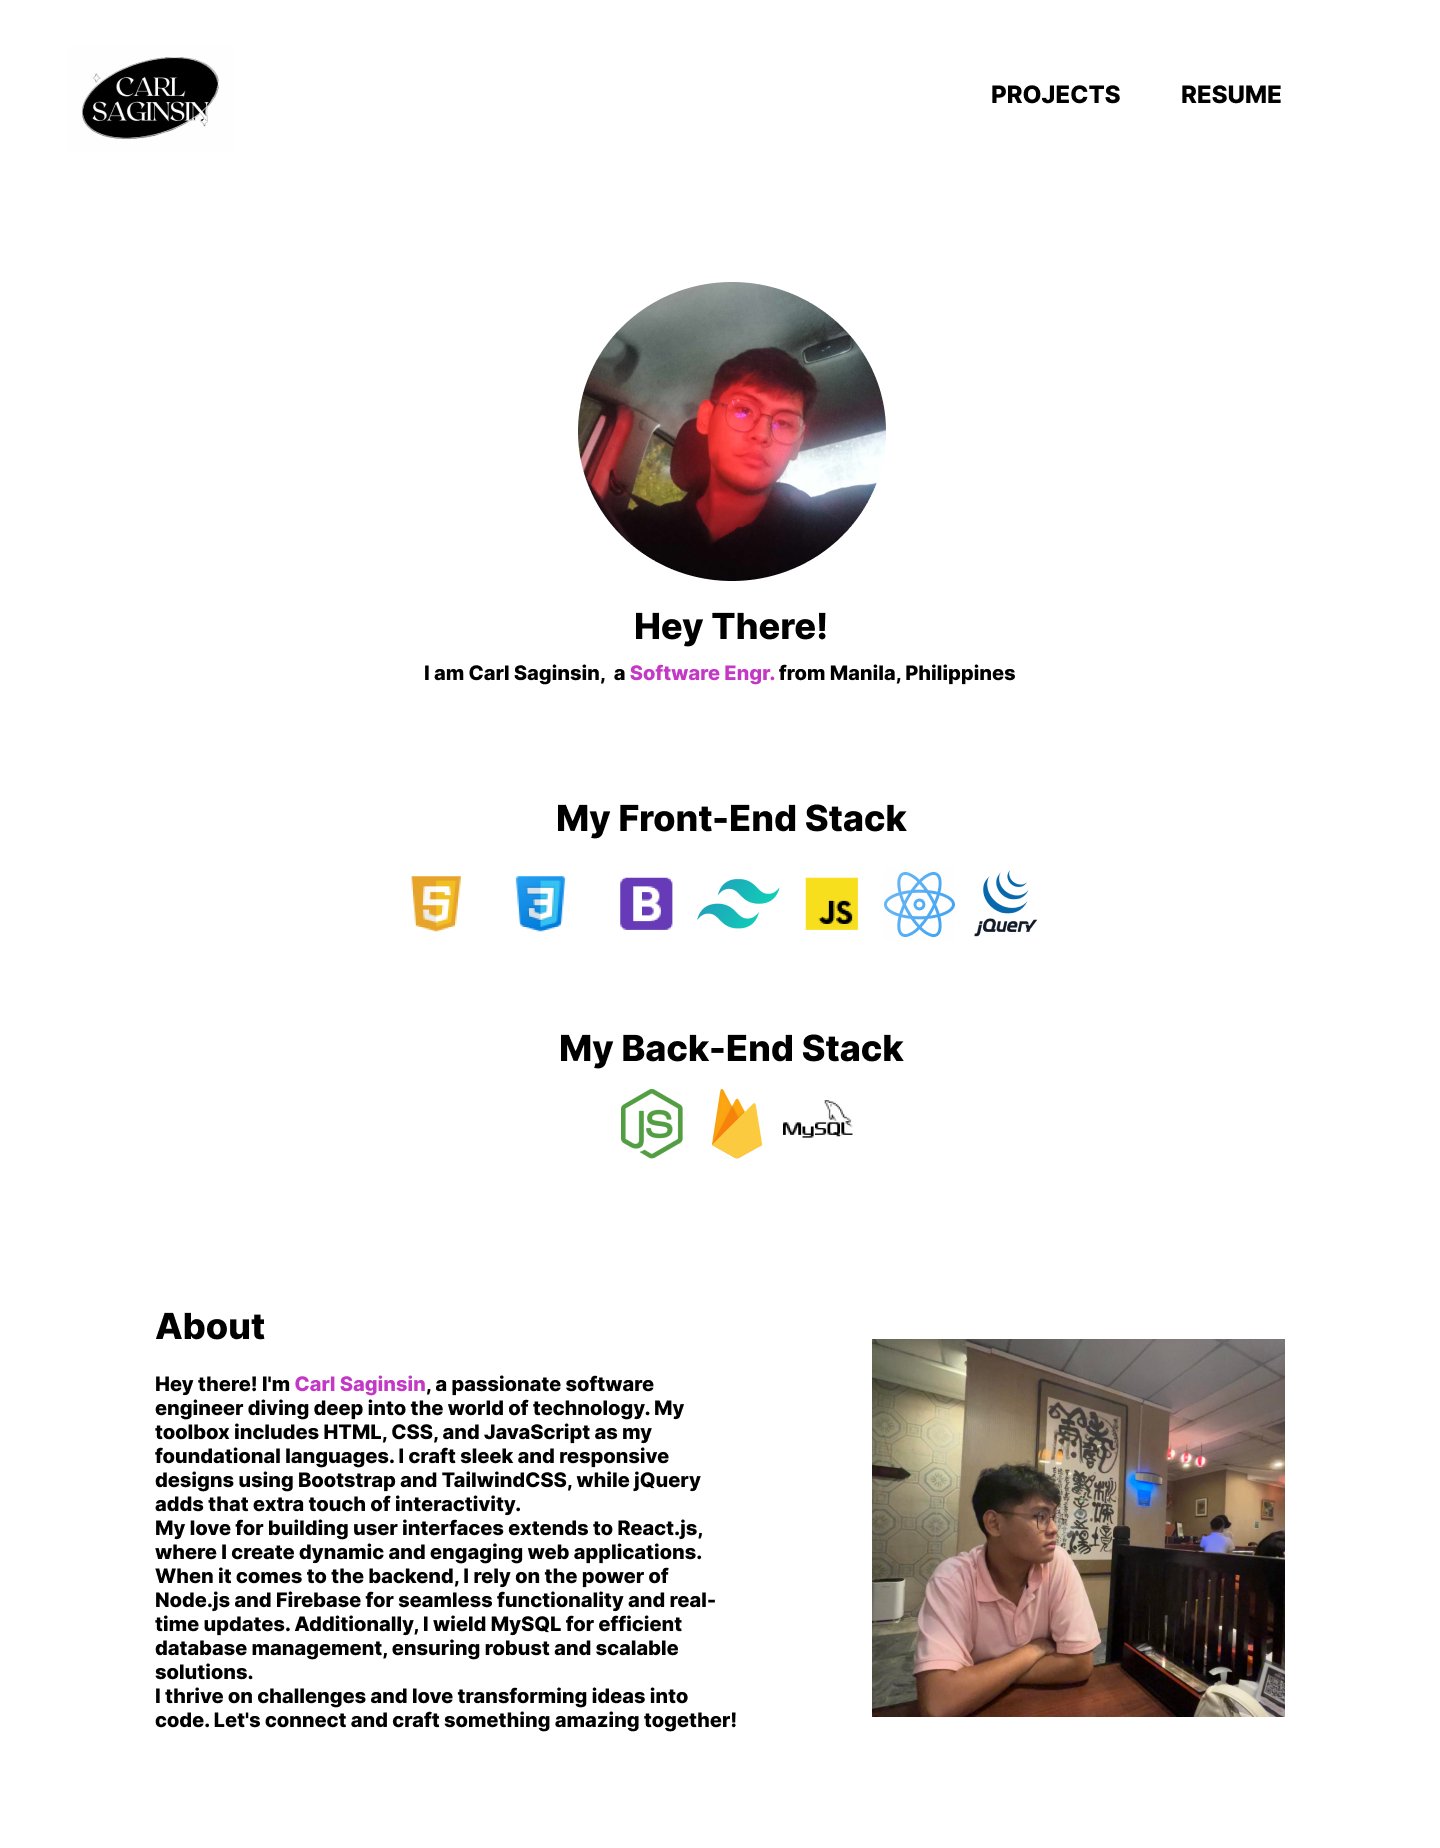 CARL
SAGINSIN
PROJECTS RESUME
Hey There!
I am Carl Saginsin, a Software Engr. from Manila, Philippines
My Front-End Stack
5 3 B JS jQuery
My Back-End Stack
JS MySQL
About
Hey there! I'm Carl Saginsin, a passionate software
engineer diving deep into the world of technology. My
toolbox includes HTML, CSS, and JavaScript as my
foundational languages. I craft sleek and responsive
designs using Bootstrap and TailwindCSS, while jQuery
adds that extra touch of interactivity.
My love for building user interfaces extends to React.js,
where I create dynamic and engaging web applications.
When it comes to the backend, I rely on the power of
Node.js and Firebase for seamless functionality and real-
time updates. Additionally, I wield MySQL for efficient
database management, ensuring robust and scalable
solutions.
I thrive on challenges and love transforming ideas into
code. Let's connect and craft something amazing together!